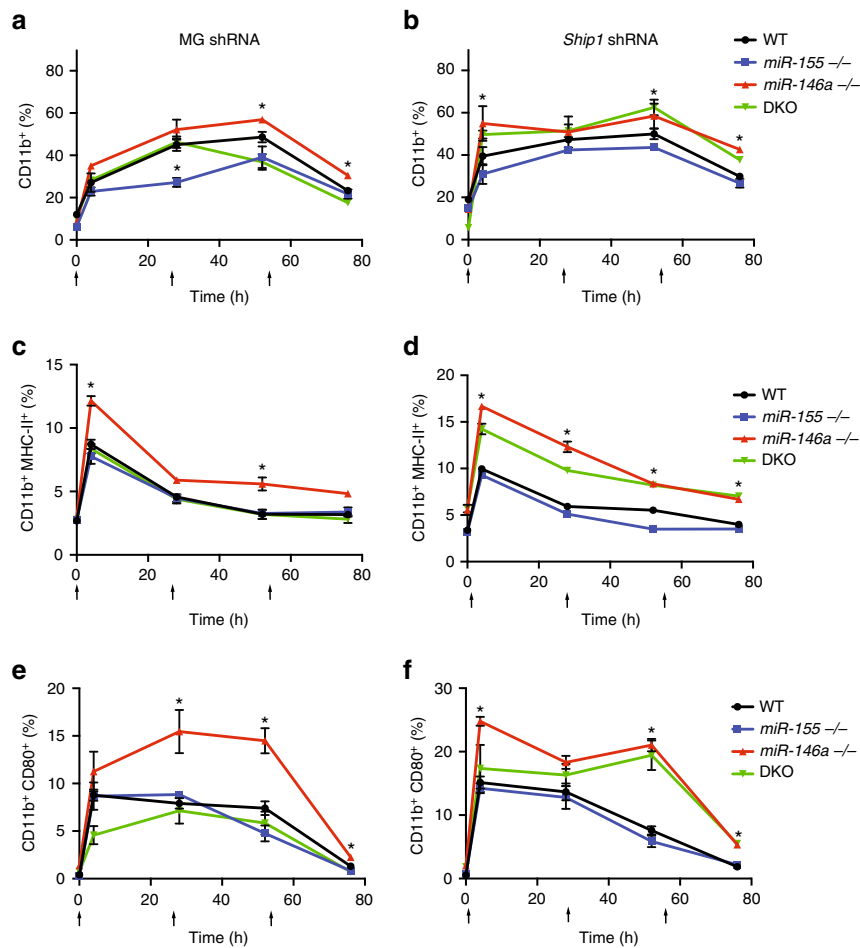 a
MG shRNA
CD11b⁺ (%)
80
60
40
20
0
*
*
*
0 20 40 60 80
Time (h)
b
Ship1 shRNA
CD11b⁺ (%)
80
60
40
20
0
*
*
*
0 20 40 60 80
Time (h)
WT
miR-155 –/–
miR-146a –/–
DKO
c
CD11b⁺ MHC-II⁺ (%)
15
10
5
0
*
*
0 20 40 60 80
Time (h)
d
CD11b⁺ MHC-II⁺ (%)
20
15
10
5
0
*
*
*
*
0 20 40 60 80
Time (h)
WT
miR-155 –/–
miR-146a –/–
DKO
e
CD11b⁺ CD80⁺ (%)
20
15
10
5
0
*
*
*
0 20 40 60 80
Time (h)
f
CD11b⁺ CD80⁺ (%)
30
20
10
0
*
*
*
0 20 40 60 80
Time (h)
WT
miR-155 –/–
miR-146a –/–
DKO